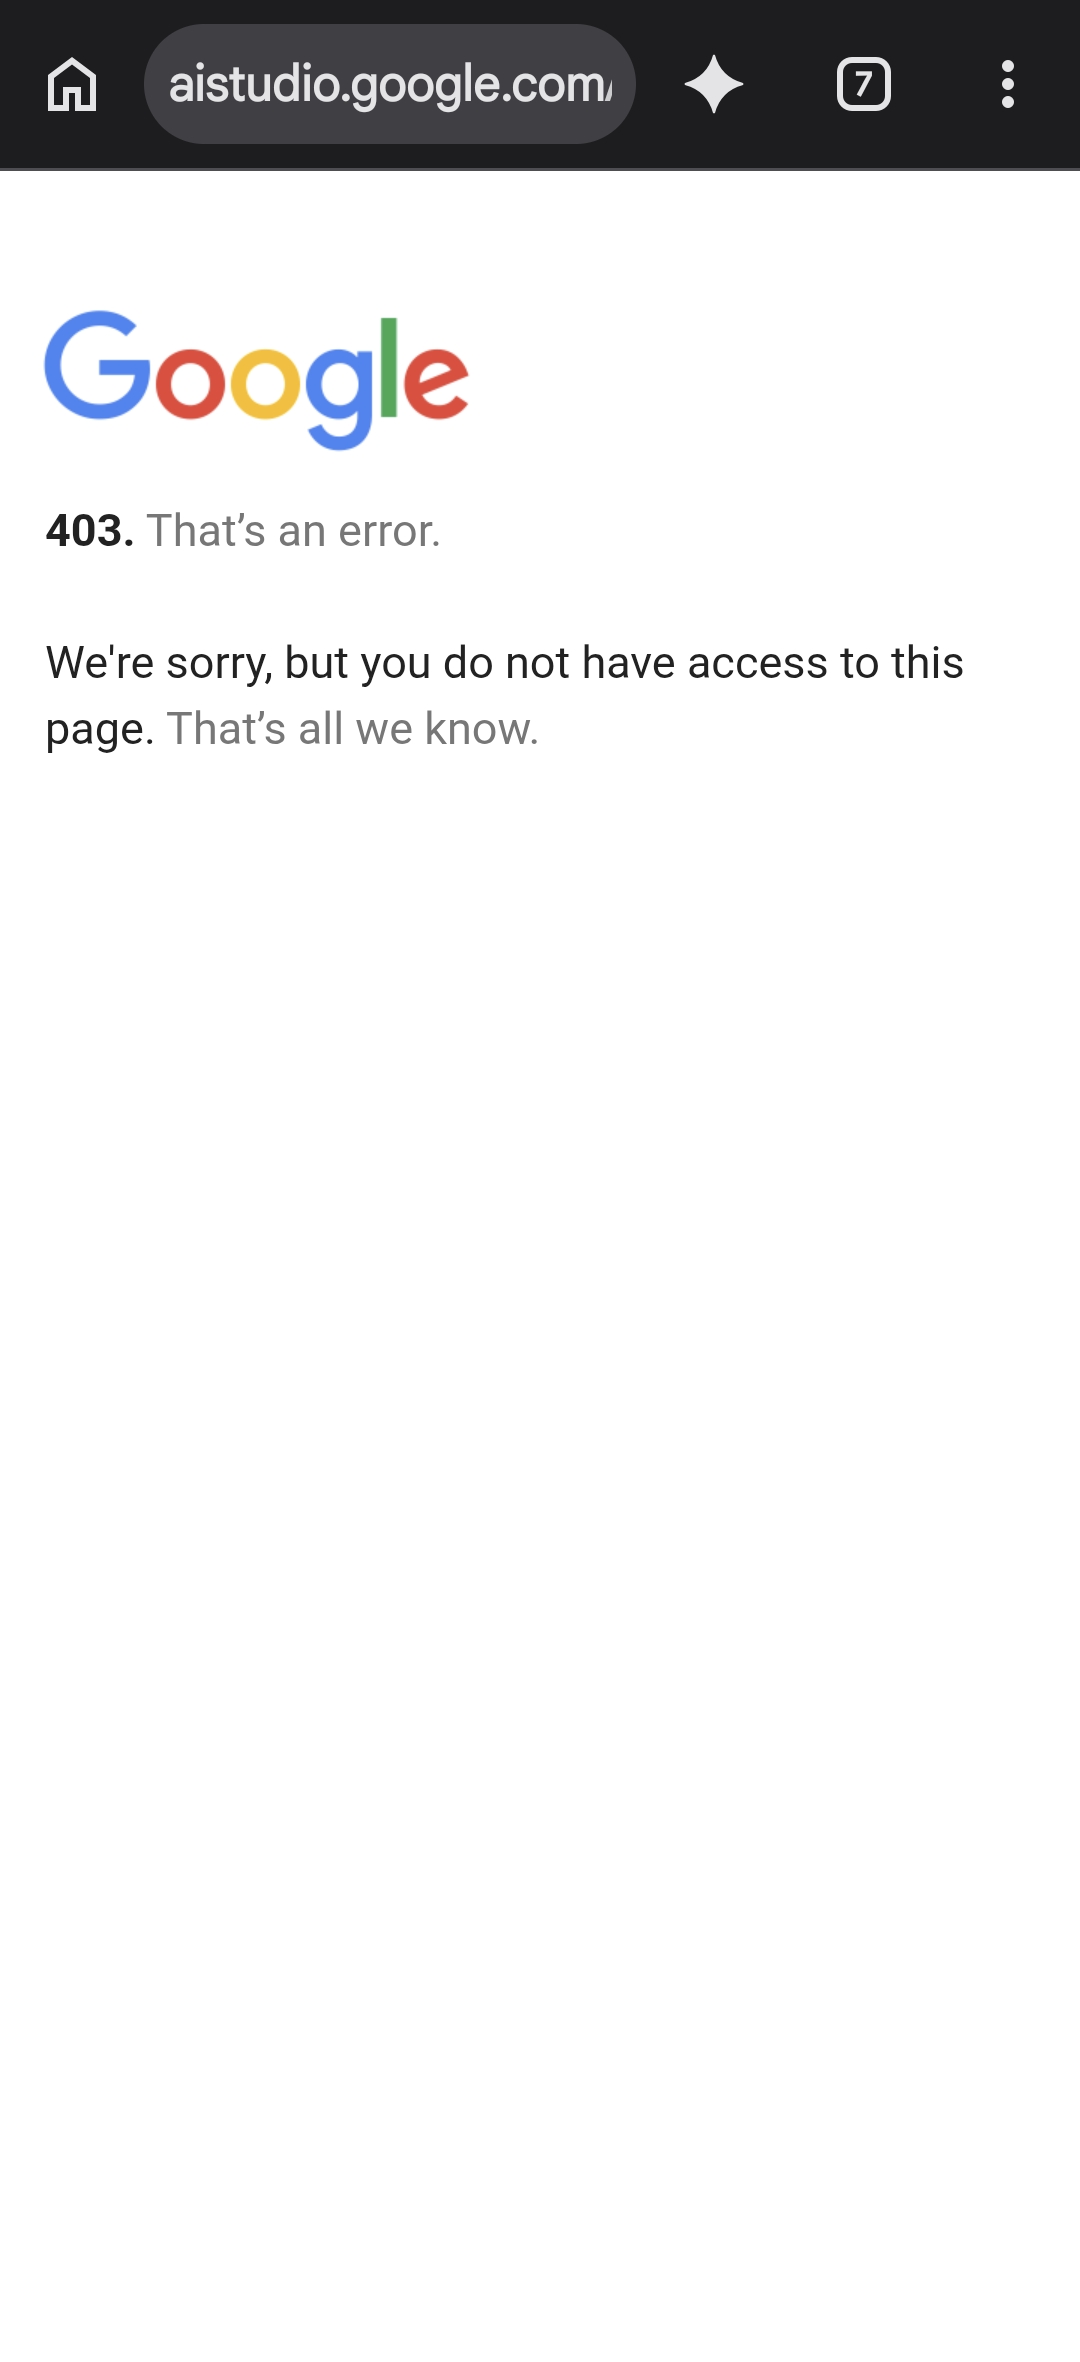 aistudio.google.com/
7
Google
403. That’s an error.
We're sorry, but you do not have access to this
page. That’s all we know.